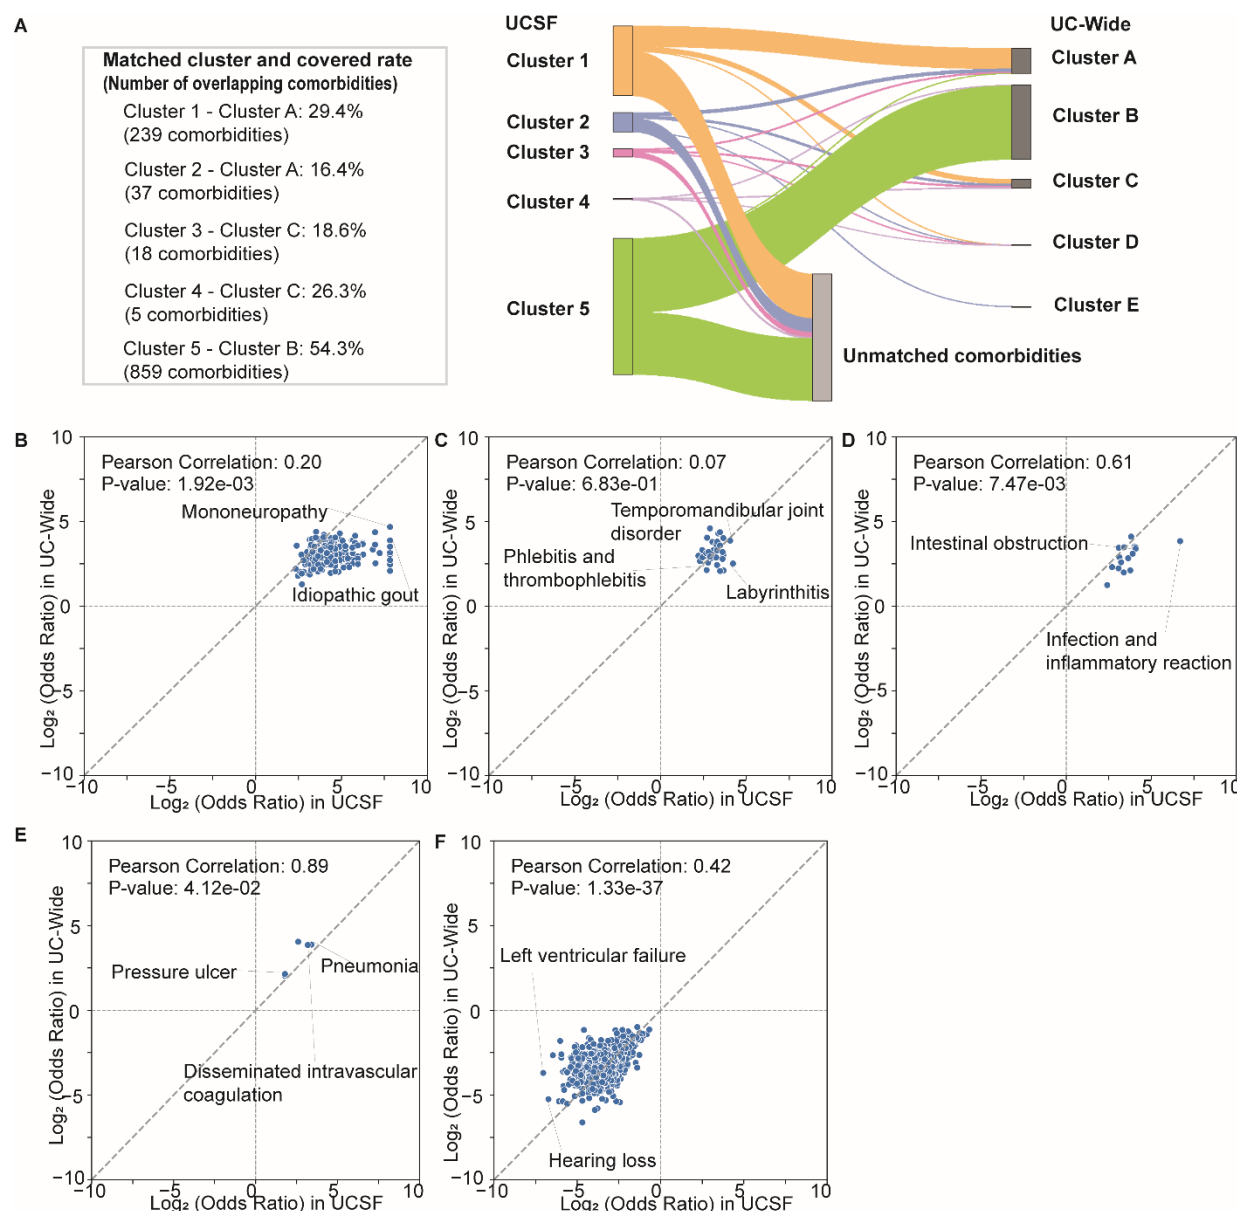 A
Matched cluster and covered rate
(Number of overlapping comorbidities)
Cluster 1 - Cluster A: 29.4%
(239 comorbidities)
Cluster 2 - Cluster A: 16.4%
(37 comorbidities)
Cluster 3 - Cluster C: 18.6%
(18 comorbidities)
Cluster 4 - Cluster C: 26.3%
(5 comorbidities)
Cluster 5 - Cluster B: 54.3%
(859 comorbidities)
UCSF
Cluster 1
Cluster 2
Cluster 3
Cluster 4
Cluster 5
UC-Wide
Cluster A
Cluster B
Cluster C
Cluster D
Cluster E
Unmatched comorbidities
B
Pearson Correlation: 0.20
P-value: 1.92e-03
Mononeuropathy
Idiopathic gout
Log₂ (Odds Ratio) in UC-Wide
10
5
0
−5
−10
−10 −5 0 5 10
Log₂ (Odds Ratio) in UCSF
C
Pearson Correlation: 0.07
P-value: 6.83e-01
Temporomandibular joint
disorder
Phlebitis and
thrombophlebitis
Labyrinthitis
Log₂ (Odds Ratio) in UC-Wide
10
5
0
−5
−10
−10 −5 0 5 10
Log₂ (Odds Ratio) in UCSF
D
Pearson Correlation: 0.61
P-value: 7.47e-03
Intestinal obstruction
Infection and
inflammatory reaction
Log₂ (Odds Ratio) in UC-Wide
10
5
0
−5
−10
−10 −5 0 5 10
Log₂ (Odds Ratio) in UCSF
E
Pearson Correlation: 0.89
P-value: 4.12e-02
Pressure ulcer
Pneumonia
Disseminated intravascular
coagulation
Log₂ (Odds Ratio) in UC-Wide
10
5
0
−5
−10
−10 −5 0 5 10
Log₂ (Odds Ratio) in UCSF
F
Pearson Correlation: 0.42
P-value: 1.33e-37
Left ventricular failure
Hearing loss
Log₂ (Odds Ratio) in UC-Wide
10
5
0
−5
−10
−10 −5 0 5 10
Log₂ (Odds Ratio) in UCSF